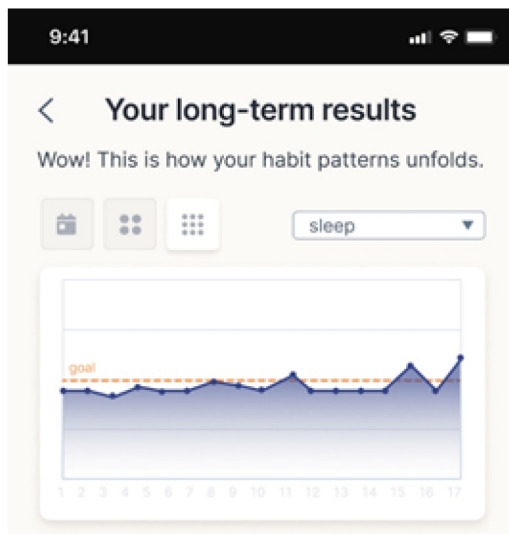 9:41
Your long-term results
Wow! This is how your habit patterns unfolds.
sleep
goal
1 2 3 4 5 6 7 8 9 10 11 12 13 14 15 16 17